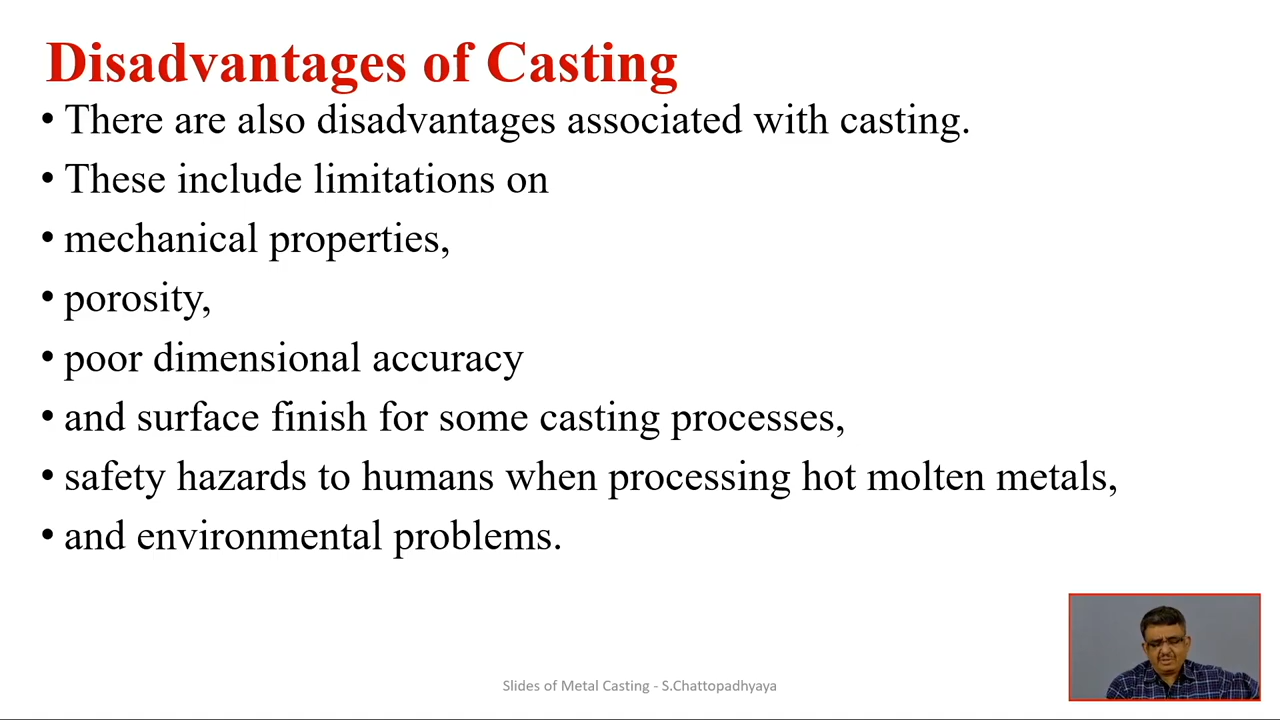 Disadvantages of Casting
• There are also disadvantages associated with casting.
• These include limitations on
• mechanical properties,
• porosity,
• poor dimensional accuracy
• and surface finish for some casting processes,
• safety hazards to humans when processing hot molten metals,
• and environmental problems.
Slides of Metal Casting - S.Chattopadhyaya